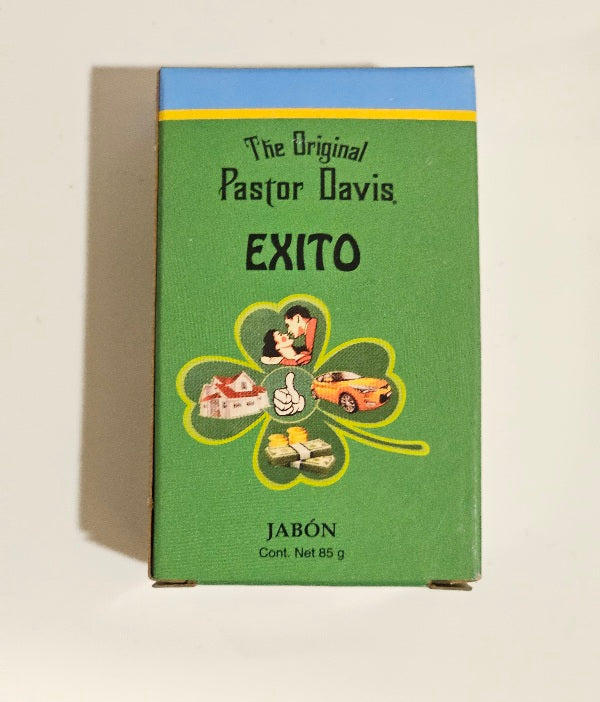 The Original
Pastor Davis
EXITO
JABÓN
Cont. Net 85 g